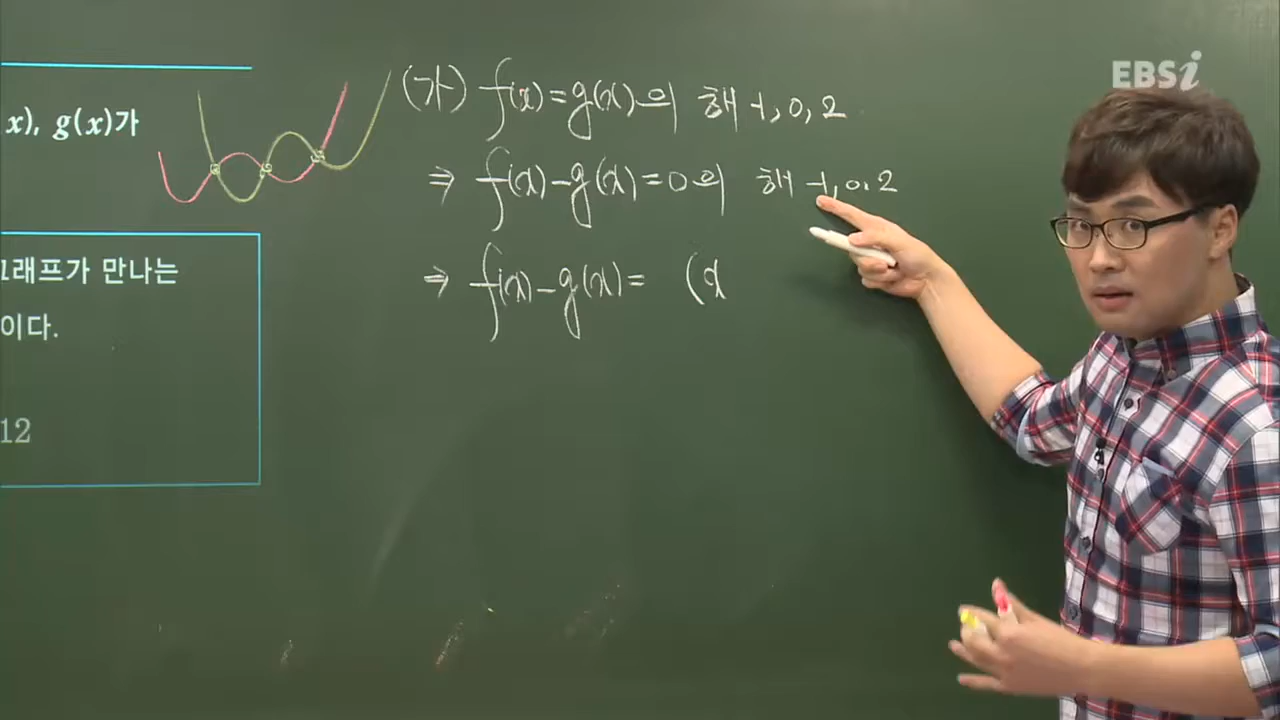 EBSi
x), g(x)가
(가) f(x)=g(x)의 해 -1, 0, 2
⇒ f(x)-g(x)=0의 해 -1, 0, 2
⇒ f(x)-g(x)= (x
그래프가 만나는
이다.
12